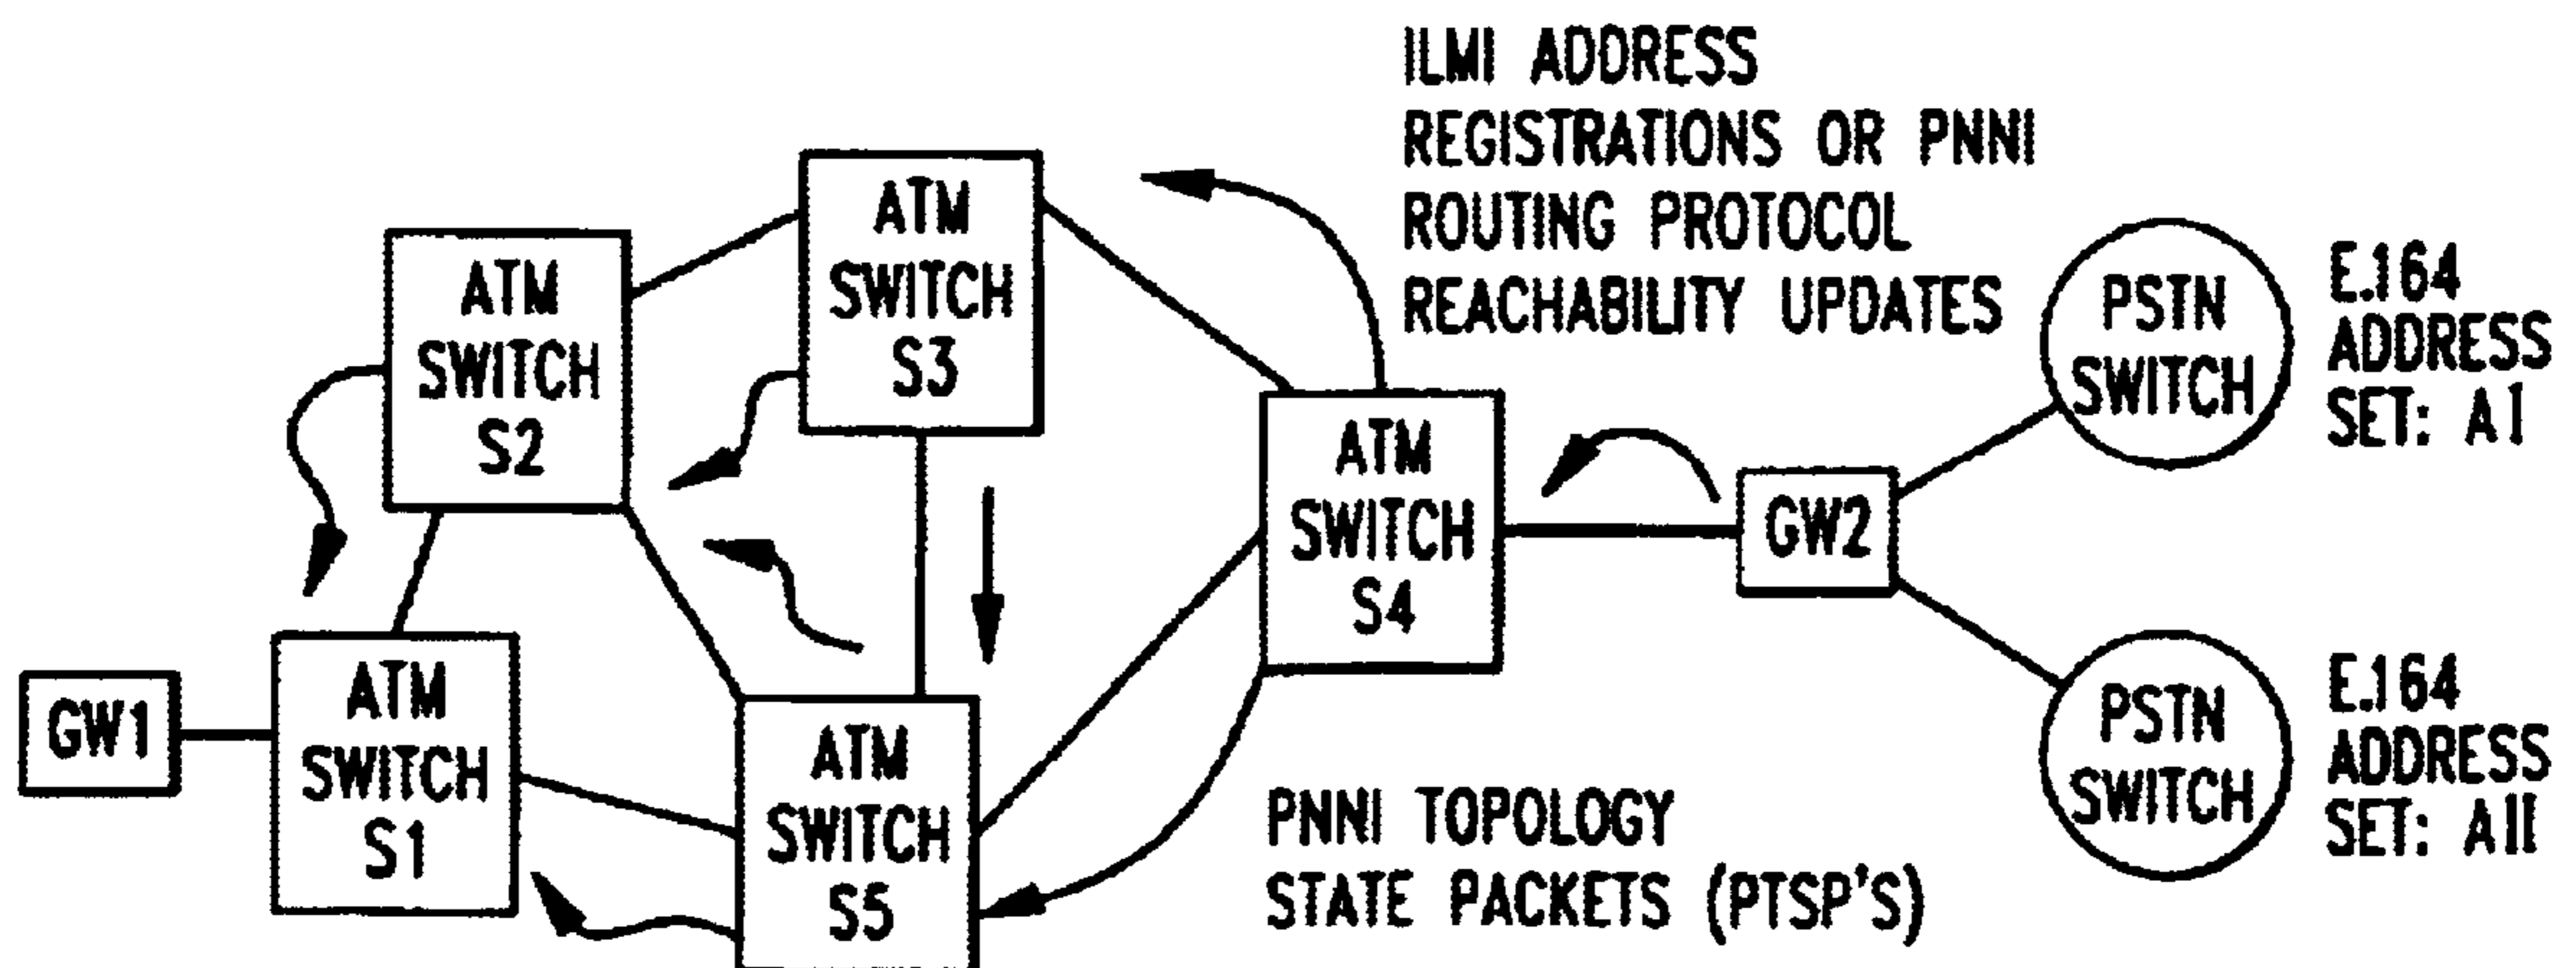 ILMI ADDRESS
REGISTRATIONS OR PNNI
ROUTING PROTOCOL
REACHABILITY UPDATES
ATM
SWITCH
S3
ATM
SWITCH
S2
PSTN
SWITCH
E.164
ADDRESS
SET: AI
ATM
SWITCH
S4
GW2
GW1
ATM
SWITCH
S1
ATM
SWITCH
S5
PSTN
SWITCH
E.164
ADDRESS
SET: AII
PNNI TOPOLOGY
STATE PACKETS (PTSP'S)